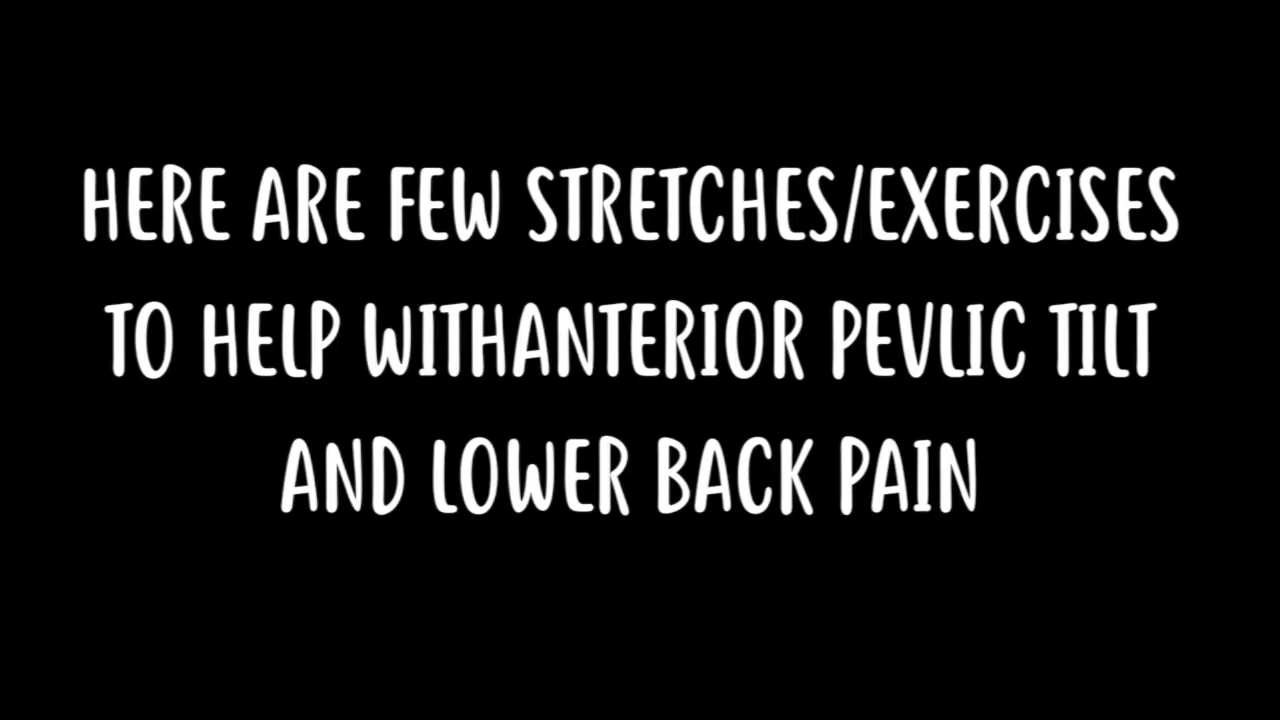 HERE ARE FEW STRETCHES/EXERCISES
TO HELP WITHANTERIOR PEVLIC TILT
AND LOWER BACK PAIN